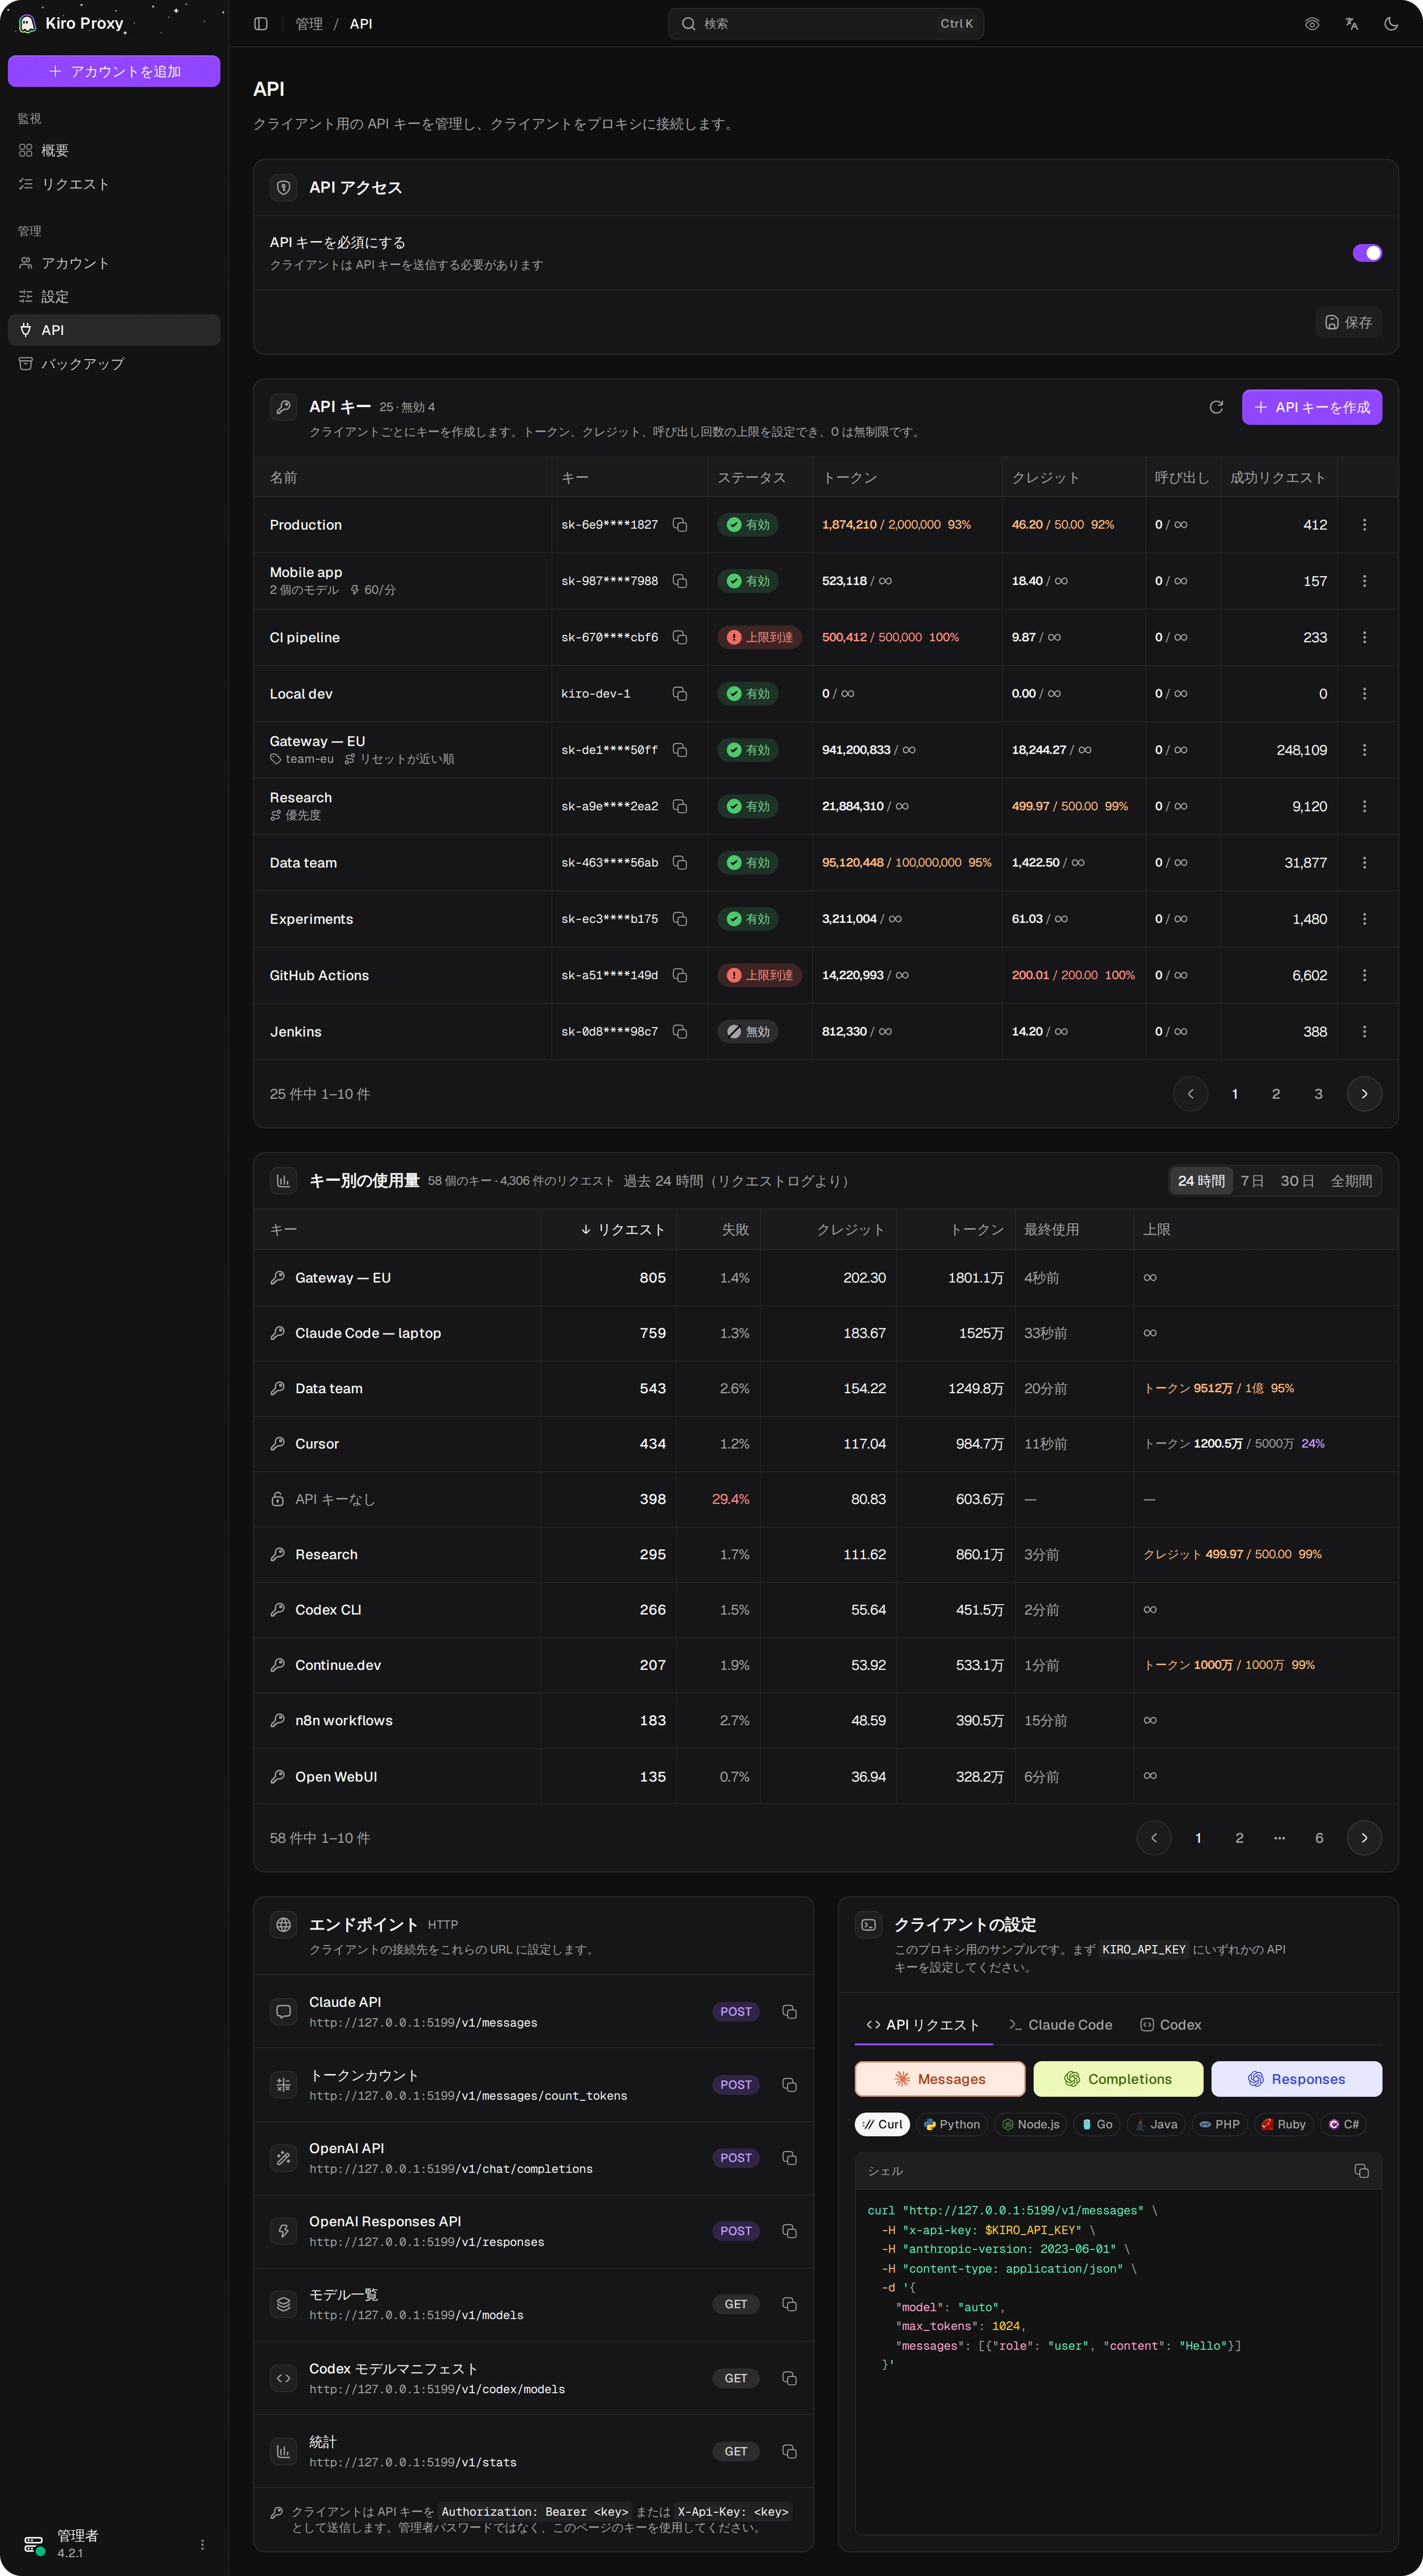 Kiro Proxy
管理 / API
検索 Ctrl K
アカウントを追加
監視
概要
リクエスト
管理
アカウント
設定
API
バックアップ
API
クライアント用の API キーを管理し、クライアントをプロキシに接続します。
API アクセス
API キーを必須にする
クライアントは API キーを送信する必要があります
保存
API キー 25 · 無効 4
クライアントごとにキーを作成します。トークン、クレジット、呼び出し回数の上限を設定でき、0 は無制限です。
API キーを作成
名前 キー ステータス トークン クレジット 呼び出し 成功リクエスト
Production sk-6e9****1827 有効 1,874,210 / 2,000,000 93% 46.20 / 50.00 92% 0 / ∞ 412
Mobile app sk-987****7988 有効 523,118 / ∞ 18.40 / ∞ 0 / ∞ 157
2 個のモデル 60/分
CI pipeline sk-670****cbf6 上限到達 500,412 / 500,000 100% 9.87 / ∞ 0 / ∞ 233
Local dev kiro-dev-1 有効 0 / ∞ 0.00 / ∞ 0 / ∞ 0
Gateway — EU sk-de1****50ff 有効 941,200,833 / ∞ 18,244.27 / ∞ 0 / ∞ 248,109
team-eu リセットが近い順
Research sk-a9e****2ea2 有効 21,884,310 / ∞ 499.97 / 500.00 99% 0 / ∞ 9,120
優先度
Data team sk-463****56ab 有効 95,120,448 / 100,000,000 95% 1,422.50 / ∞ 0 / ∞ 31,877
Experiments sk-ec3****b175 有効 3,211,004 / ∞ 61.03 / ∞ 0 / ∞ 1,480
GitHub Actions sk-a51****149d 上限到達 14,220,993 / ∞ 200.01 / 200.00 100% 0 / ∞ 6,602
Jenkins sk-0d8****98c7 無効 812,330 / ∞ 14.20 / ∞ 0 / ∞ 388
25 件中 1–10 件 1 2 3
キー別の使用量 58 個のキー · 4,306 件のリクエスト 過去 24 時間（リクエストログより） 24 時間 7 日 30 日 全期間
キー ↓ リクエスト 失敗 クレジット トークン 最終使用 上限
Gateway — EU 805 1.4% 202.30 1801.1万 4秒前 ∞
Claude Code — laptop 759 1.3% 183.67 1525万 33秒前 ∞
Data team 543 2.6% 154.22 1249.8万 20分前 トークン 9512万 / 1億 95%
Cursor 434 1.2% 117.04 984.7万 11秒前 トークン 1200.5万 / 5000万 24%
API キーなし 398 29.4% 80.83 603.6万 — —
Research 295 1.7% 111.62 860.1万 3分前 クレジット 499.97 / 500.00 99%
Codex CLI 266 1.5% 55.64 451.5万 2分前 ∞
Continue.dev 207 1.9% 53.92 533.1万 1分前 トークン 1000万 / 1000万 99%
n8n workflows 183 2.7% 48.59 390.5万 15分前 ∞
Open WebUI 135 0.7% 36.94 328.2万 6分前 ∞
58 件中 1–10 件 1 2 ••• 6
エンドポイント HTTP
クライアントの接続先をこれらの URL に設定します。
Claude API
http://127.0.0.1:5199/v1/messages
POST
トークンカウント
http://127.0.0.1:5199/v1/messages/count_tokens
POST
OpenAI API
http://127.0.0.1:5199/v1/chat/completions
POST
OpenAI Responses API
http://127.0.0.1:5199/v1/responses
POST
モデル一覧
http://127.0.0.1:5199/v1/models
GET
Codex モデルマニフェスト
http://127.0.0.1:5199/v1/codex/models
GET
統計
http://127.0.0.1:5199/v1/stats
GET
クライアントは API キーを Authorization: Bearer <key> または X-Api-Key: <key>
として送信します。管理者パスワードではなく、このページのキーを使用してください。
クライアントの設定
このプロキシ用のサンプルです。まず KIRO_API_KEY にいずれかの API
キーを設定してください。
API リクエスト Claude Code Codex
Messages Completions Responses
Curl Python Node.js Go Java PHP Ruby C#
シェル
curl "http://127.0.0.1:5199/v1/messages" \
-H "x-api-key: $KIRO_API_KEY" \
-H "anthropic-version: 2023-06-01" \
-H "content-type: application/json" \
-d '{
"model": "auto",
"max_tokens": 1024,
"messages": [{"role": "user", "content": "Hello"}]
}'
管理者
4.2.1